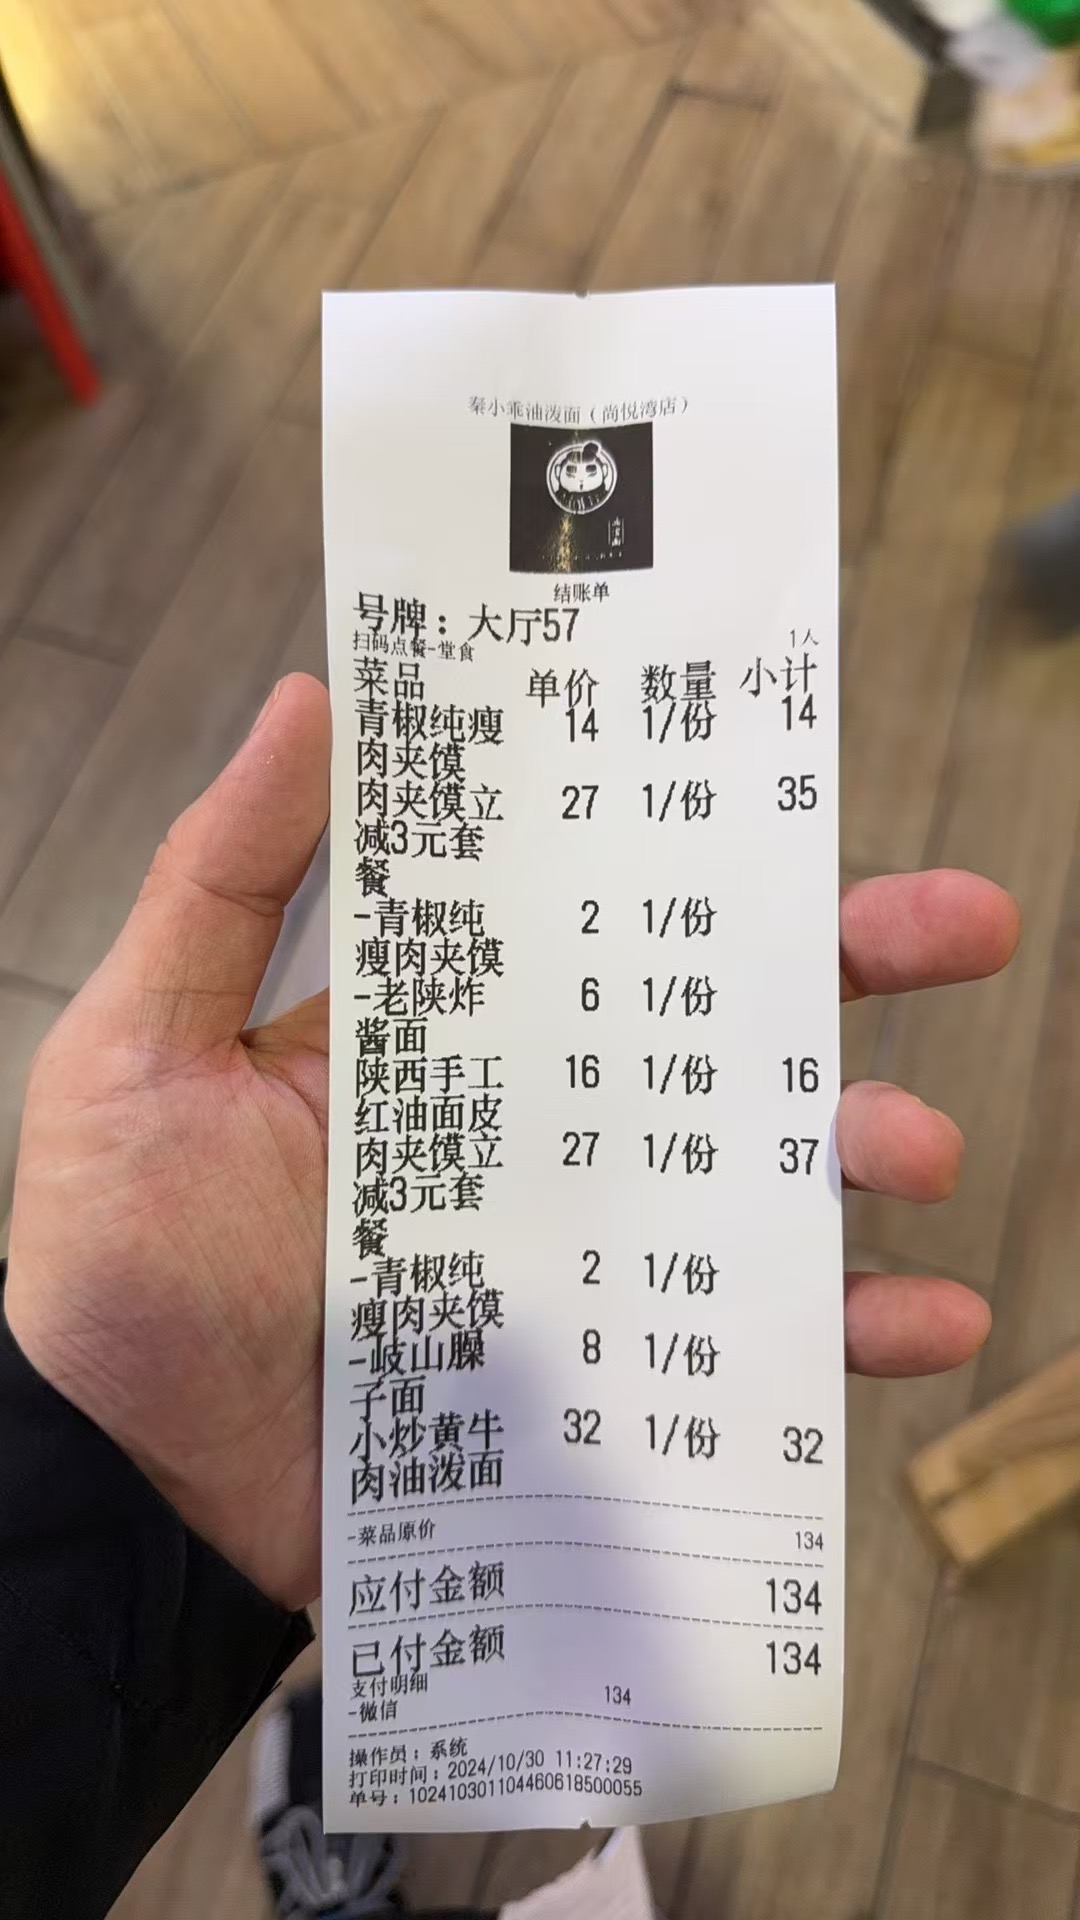 秦小乖油泼面（尚悦湾店）
结账单
号牌：大厅57
扫码点餐-堂食 1人
菜品 单价 数量 小计
青椒纯瘦 14 1/份 14
肉夹馍
肉夹馍立 27 1/份 35
减3元套
餐
-青椒纯 2 1/份
瘦肉夹馍
-老陕炸 6 1/份
酱面
陕西手工 16 1/份 16
红油面皮
肉夹馍立 27 1/份 37
减3元套
餐
-青椒纯 2 1/份
瘦肉夹馍
-岐山臊 8 1/份
子面
小炒黄牛 32 1/份 32
肉油泼面
-菜品原价 134
应付金额 134
已付金额 134
支付明细
-微信 134
操作员：系统
打印时间：2024/10/30 11:27:29
单号：102410301104460618500055